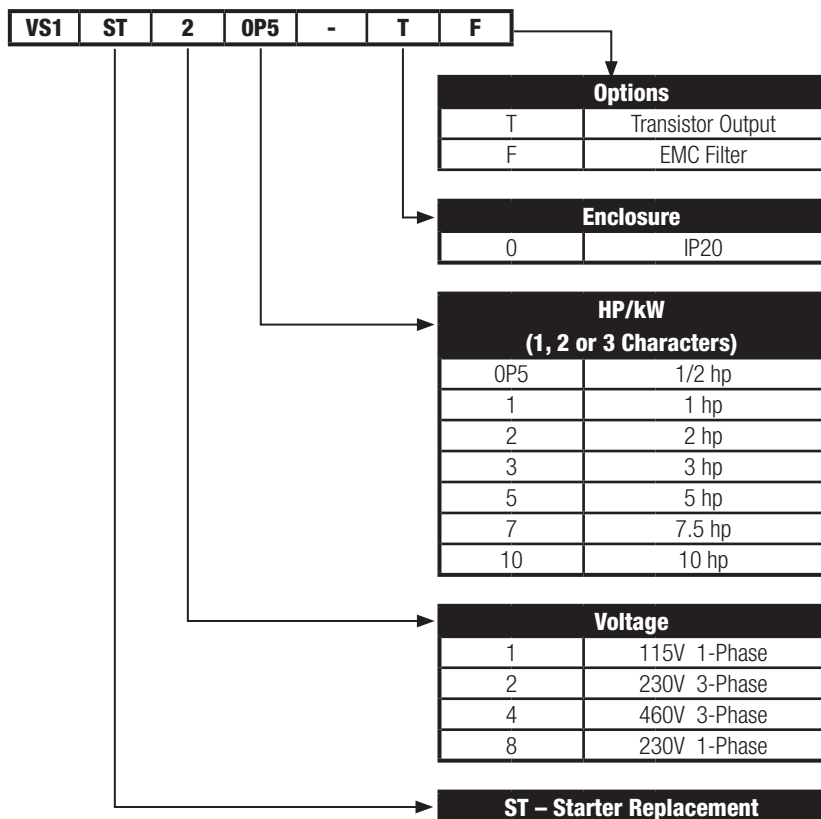 VS1 ST 2 0P5 - T F
Options
T Transistor Output
F EMC Filter
Enclosure
0 IP20
HP/kW
(1, 2 or 3 Characters)
0P5 1/2 hp
1 1 hp
2 2 hp
3 3 hp
5 5 hp
7 7.5 hp
10 10 hp
Voltage
1 115V 1-Phase
2 230V 3-Phase
4 460V 3-Phase
8 230V 1-Phase
ST – Starter Replacement